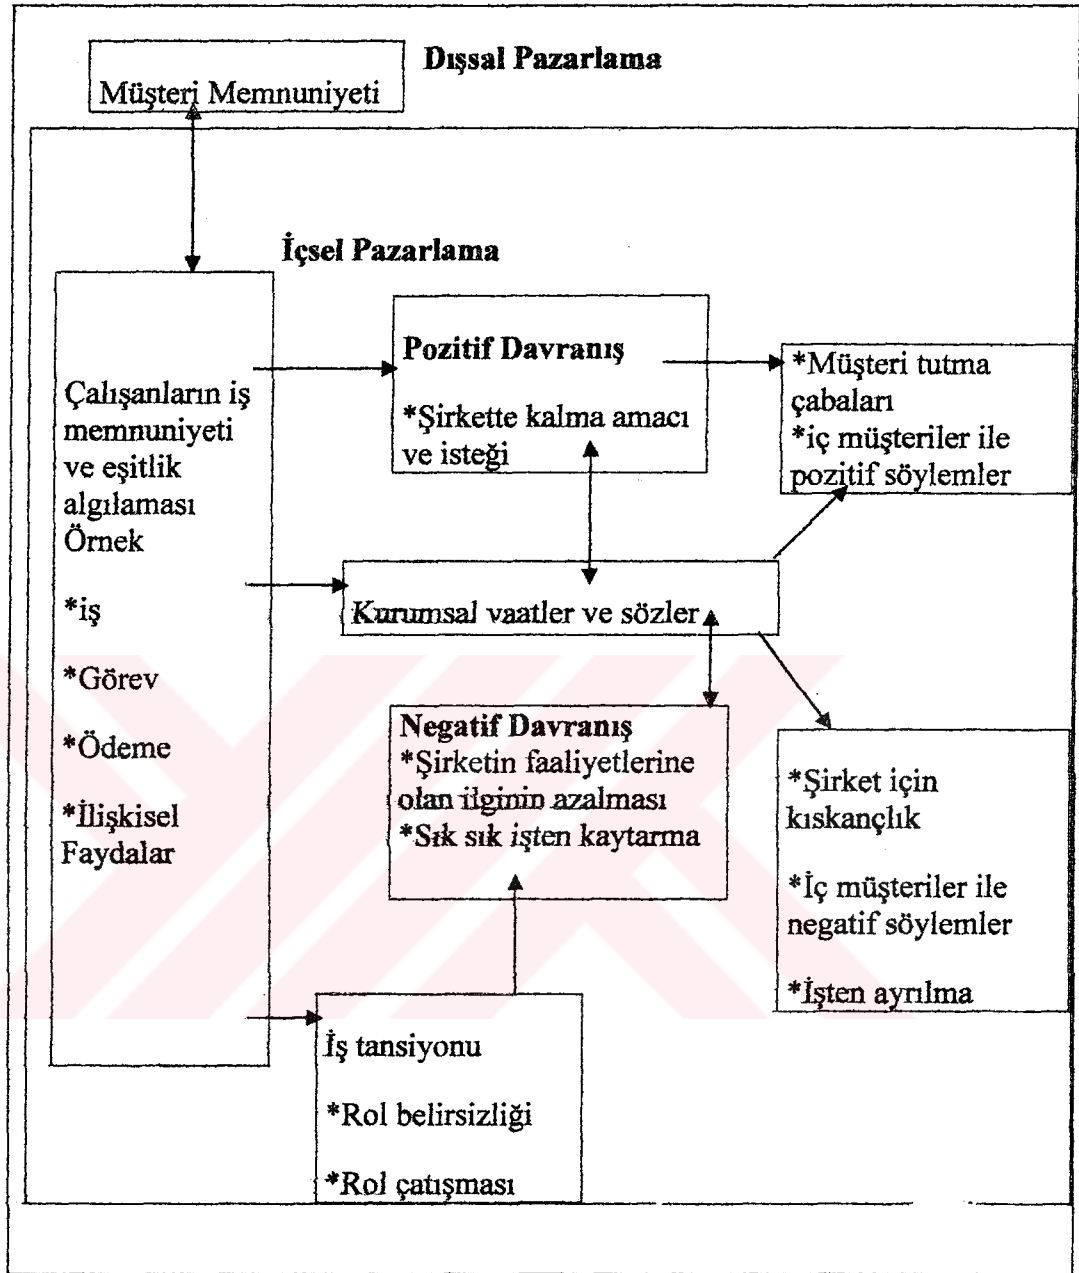 Dışsal Pazarlama
Müşteri Memnuniyeti
İçsel Pazarlama
Çalışanların iş
memnuniyeti
ve eşitlik
algılaması
Örnek
*iş
*Görev
*Ödeme
*İlişkisel
Faydalar
Pozitif Davranış
*Şirkette kalma amacı
ve isteği
*Müşteri tutma
çabaları
*iç müşteriler ile
pozitif söylemler
Kurumsal vaatler ve sözler
Negatif Davranış
*Şirketin faaliyetlerine
olan ilginin azalması
*Sık sık işten kaytarma
*Şirket için
kıskançlık
*İç müşteriler ile
negatif söylemler
*İşten ayrılma
İş tansiyonu
*Rol belirsizliği
*Rol çatışması